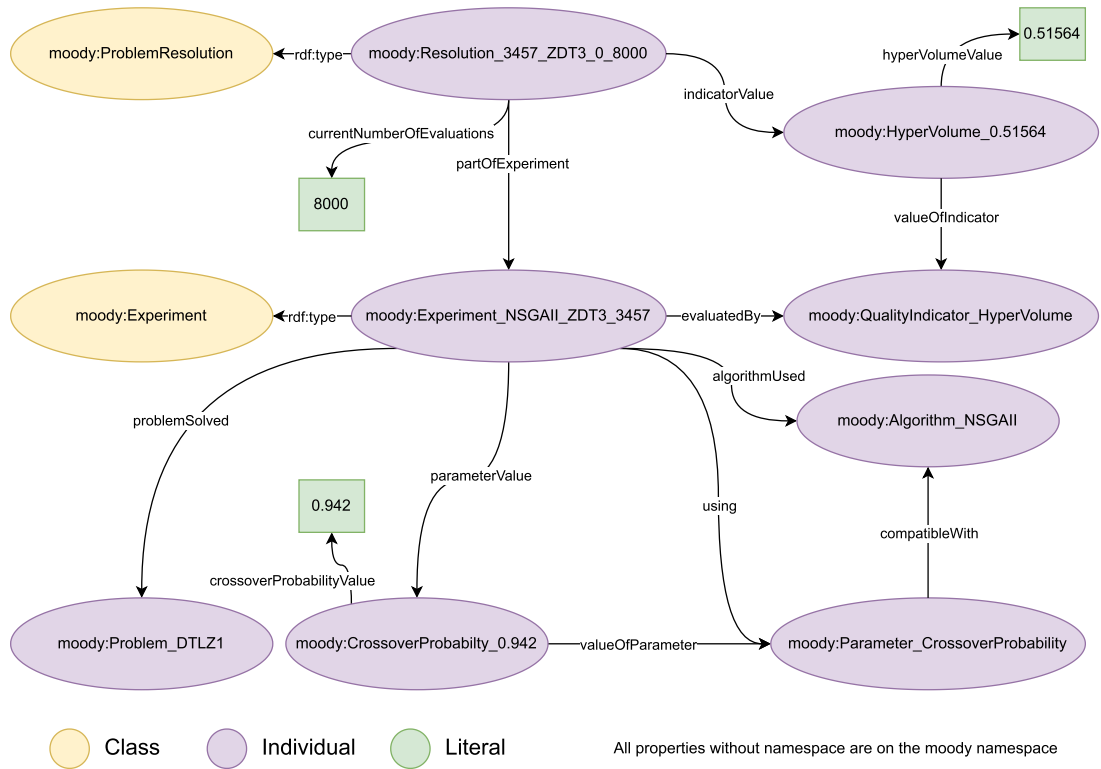 moody:ProblemResolution
rdf:type
moody:Resolution_3457_ZDT3_0_8000
indicatorValue
hyperVolumeValue
0.51564
moody:HyperVolume_0.51564
currentNumberOfEvaluations
8000
partOfExperiment
valueOfIndicator
moody:Experiment
rdf:type
moody:Experiment_NSGAII_ZDT3_3457
evaluatedBy
moody:QualityIndicator_HyperVolume
algorithmUsed
moody:Algorithm_NSGAII
problemSolved
parameterValue
using
compatibleWith
0.942
crossoverProbabilityValue
moody:Problem_DTLZ1
moody:CrossoverProbabilty_0.942
valueOfParameter
moody:Parameter_CrossoverProbability
Class
Individual
Literal
All properties without namespace are on the moody namespace